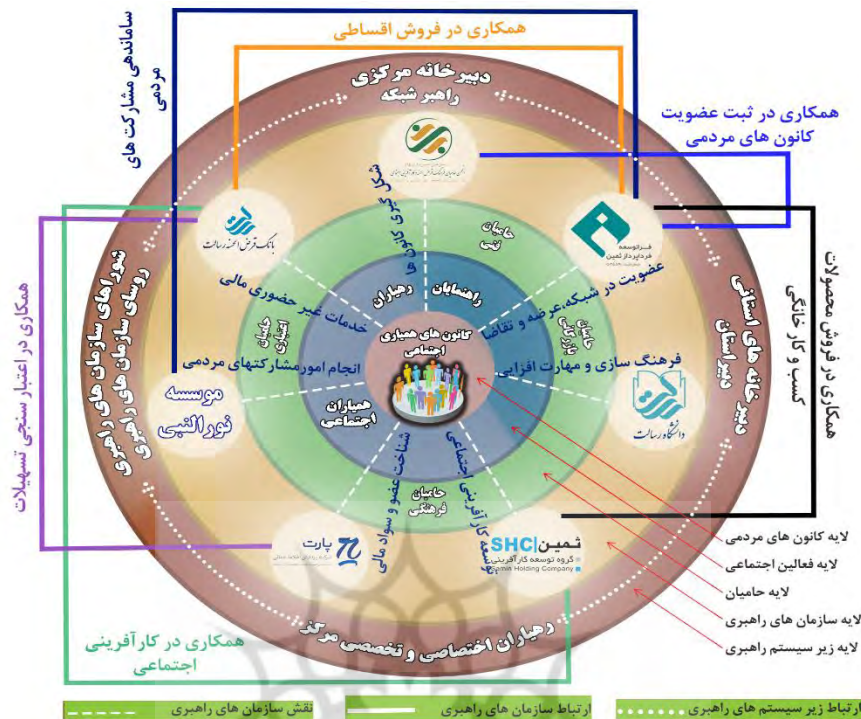 همکاری در فروش اقساطی
ساماندهی مشارکت های
مردمی
همکاری در ثبت عضویت
کانون های مردمی
دبیرخانه مرکزی
راهبر شبکه
شکل گیری کانون ها
حامیان
فنی
بانک قرض الحسنه رسالت
فراتوسعه
فردا پرداز ثمین
عضویت در شبکه،عرضه و تقاضا
خدمات غیر حضوری مالی
رهیاران
راهنمایان
کانون های همیاری
اجتماعی
حامیان
اعتباری
حامیان
فرهنگ سازی و مهارت افزایی
انجام امورمشارکتهای مردمی
همیاران
اجتماعی
موسسه
نورالنبی
دانشگاه رسالت
شوراهای سازمان های راهبری
روسای سازمان های راهبری
دبیر خانه های استانی
دبیر استان
همکاری در فروش محصولات
کسب و کار خانگی
همکاری در اعتبار سنجی تسهیلات
شناخت عضو و سواد مالی
توسعه کارآفرینی اجتماعی
حامیان
فرهنگی
پارت
SHC|ثمین
گروه توسعه کارآفرینی
Samin Holding Company
رهیاران اختصاصی و تخصصی مرکز
همکاری در کارآفرینی
اجتماعی
لایه کانون های مردمی
لایه فعالین اجتماعی
لایه حامیان
لایه سازمان های راهبری
لایه زیر سیستم راهبری
ارتباط زیر سیستم های راهبری
ارتباط سازمان های راهبری
نقش سازمان های راهبری